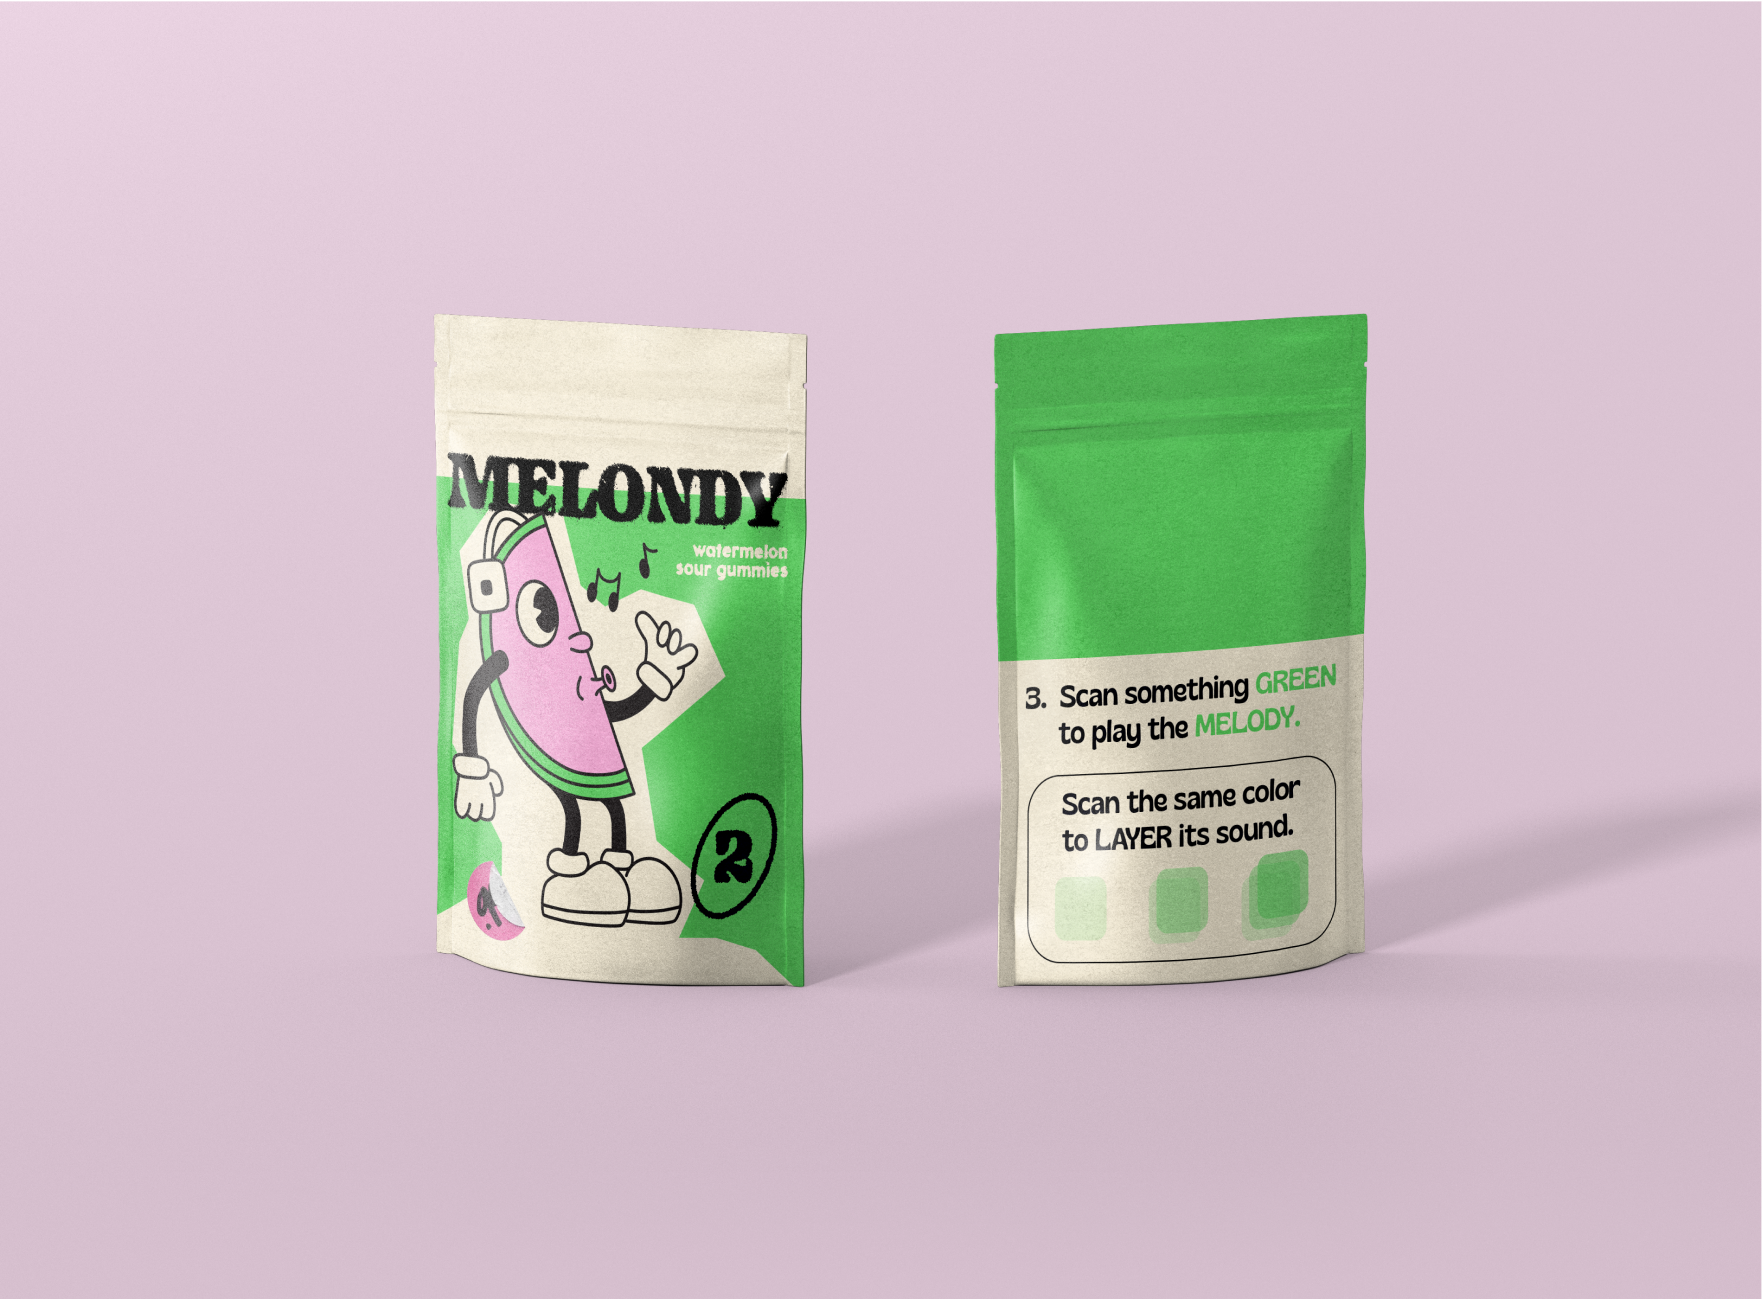 MELONDY
watermelon
sour gummies
2
3. Scan something GREEN
to play the MELODY.
Scan the same color
to LAYER its sound.